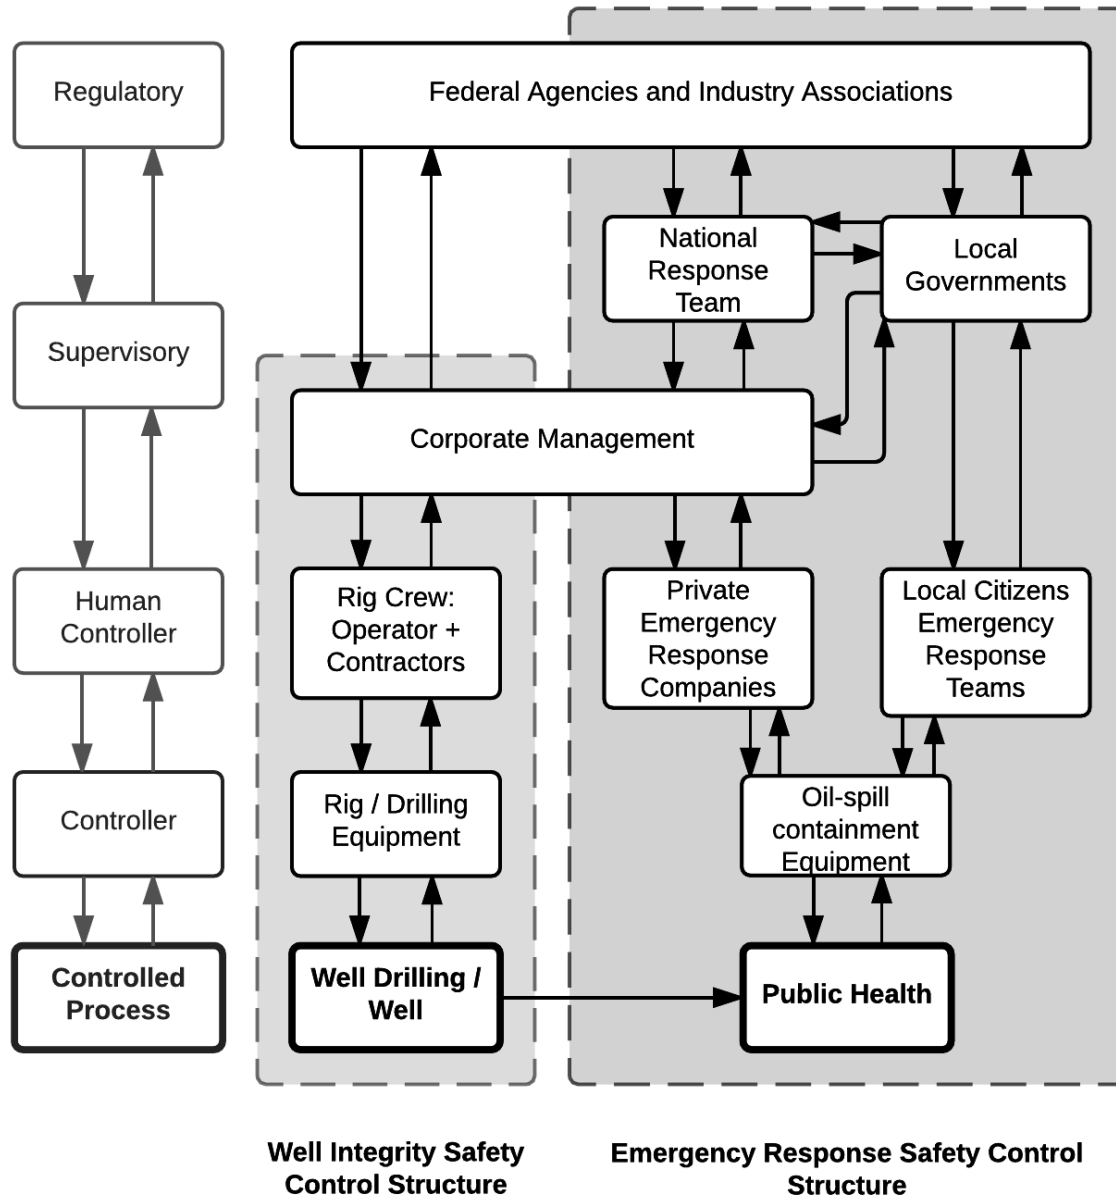 Regulatory
Federal Agencies and Industry Associations
National
Response
Team
Local
Governments
Supervisory
Corporate Management
Human
Controller
Rig Crew:
Operator +
Contractors
Private
Emergency
Response
Companies
Local Citizens
Emergency
Response
Teams
Controller
Rig / Drilling
Equipment
Oil-spill
containment
Equipment
Controlled
Process
Well Drilling /
Well
Public Health
Well Integrity Safety
Control Structure
Emergency Response Safety Control
Structure